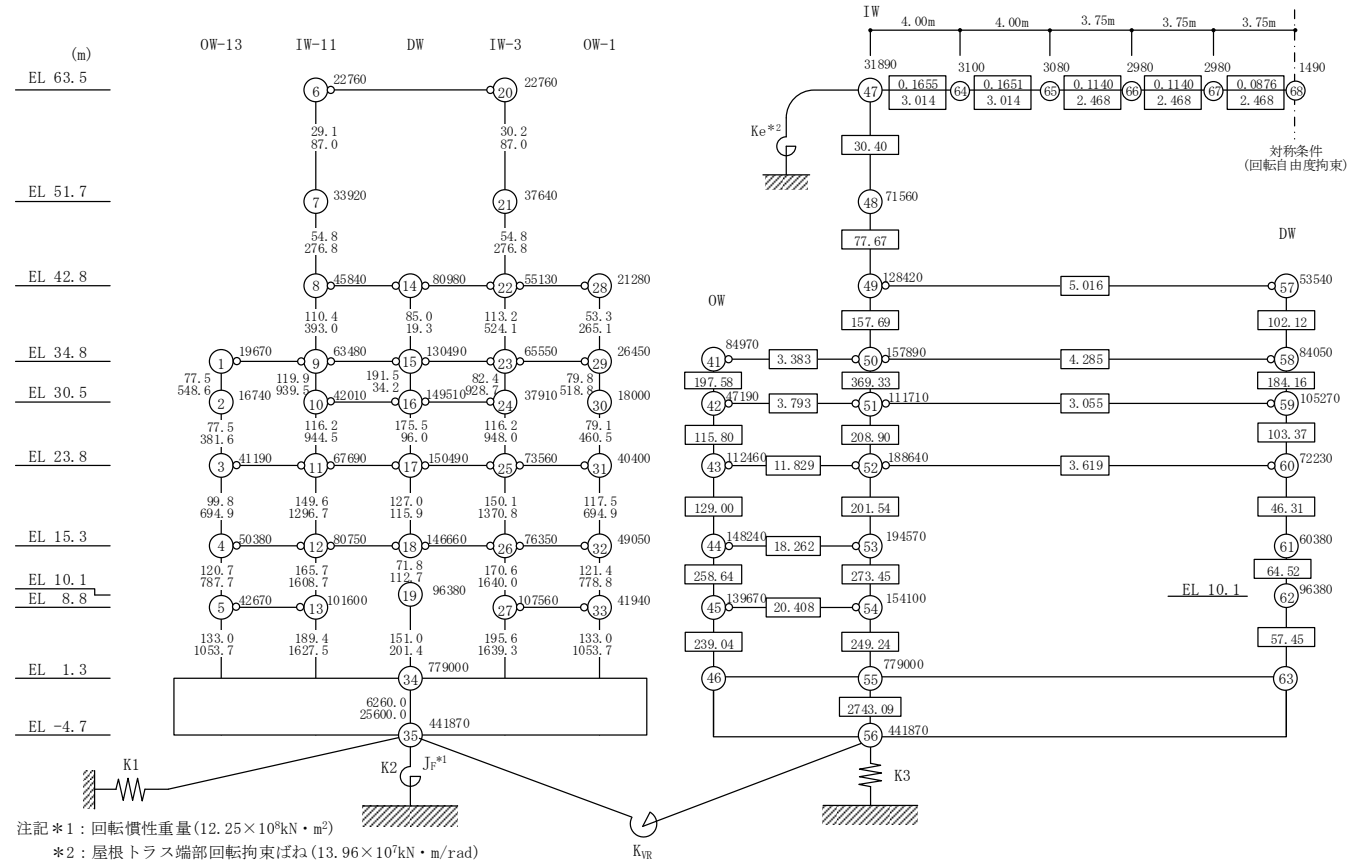 IW
4.00m 4.00m 3.75m 3.75m 3.75m
(m) OW-13 IW-11 DW IW-3 OW-1
31890 3100 3080 2980 2980 1490
EL 63.5 6 22760 20 22760
47 0.1655 64 0.1651 65 0.1140 66 0.1140 67 0.0876 68
3.014 3.014 2.468 2.468 2.468
Ke*2
29.1 30.2
87.0 87.0
30.40
対称条件
(回転自由度拘束)
EL 51.7 7 33920 21 37640 48 71560
54.8 54.8
276.8 276.8
77.67
DW
EL 42.8 8 45840 14 80980 22 55130 28 21280 49 128420 5.016 57 53540
OW
110.4 85.0 113.2 53.3
393.0 19.3 524.1 265.1
157.69 102.12
EL 34.8 1 19670 9 63480 15 130490 23 65550 29 26450 41 84970 3.383 50 157890 4.285 58 84050
77.5 119.9 191.5 82.4 79.8
548.6 939.5 34.2 928.7 518.8
197.58 369.33 184.16
EL 30.5 2 16740 10 42010 16 149510 24 37910 30 18000 42 47190 3.793 51 111710 3.055 59 105270
77.5 116.2 175.5 116.2 79.1
381.6 944.5 96.0 948.0 460.5
115.80 208.90 103.37
EL 23.8 3 41190 11 67690 17 150490 25 73560 31 40400 43 112460 11.829 52 188640 3.619 60 72230
99.8 149.6 127.0 150.1 117.5
694.9 1296.7 115.9 1370.8 694.9
129.00 201.54 46.31
EL 15.3 4 50380 12 80750 18 146660 26 76350 32 49050 44 148240 18.262 53 194570 61 60380
120.7 165.7 71.8 170.6 121.4
787.7 1608.7 112.7 1640.0 778.8
258.64 273.45 64.52
EL 10.1 19 96380 EL 10.1 62 96380
EL 8.8 5 42670 13 101600 27 107560 33 41940 45 139670 20.408 54 154100
133.0 189.4 151.0 195.6 133.0
1053.7 1627.5 201.4 1639.3 1053.7
239.04 249.24 57.45
EL 1.3 34 779000 46 55 779000 63
6260.0
25600.0
2743.09
EL -4.7 35 441870 56 441870
K1 K2 JF*1 K3
KVR
注記*1:回転慣性重量(12.25×10⁸kN・m²)
*2:屋根トラス端部回転拘束ばね(13.96×10⁷kN・m/rad)